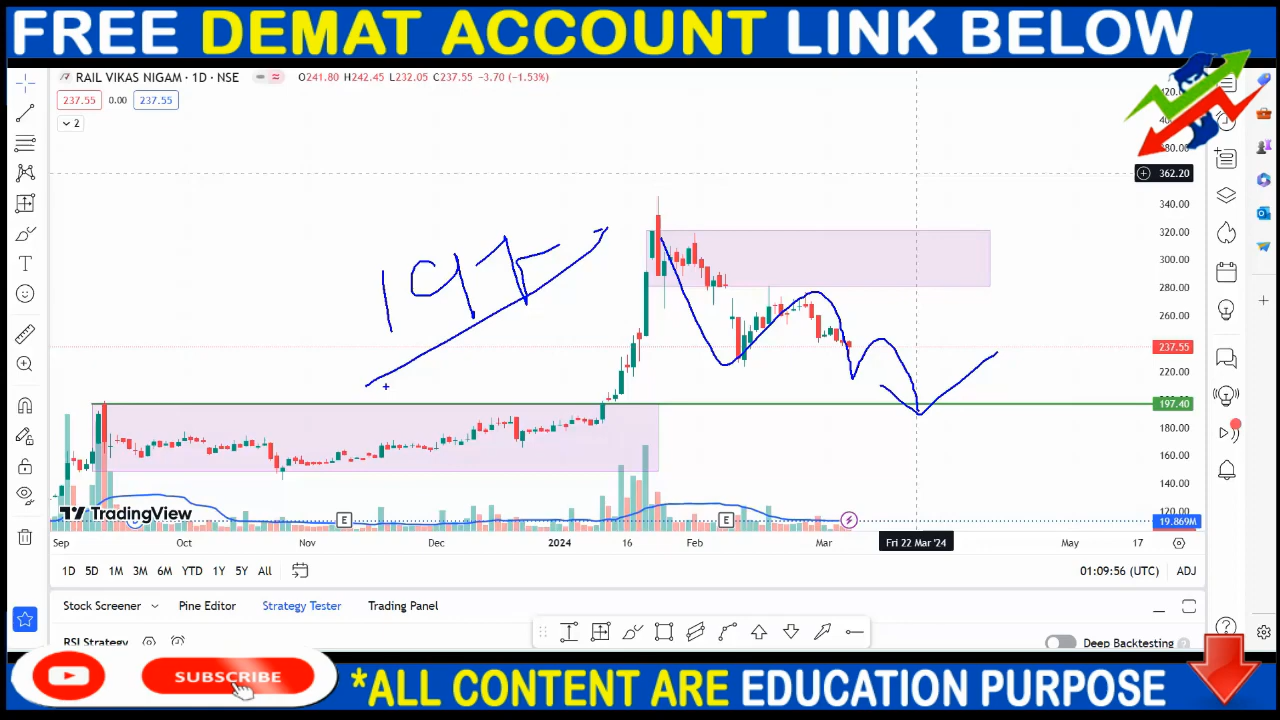 FREE DEMAT ACCOUNT LINK BELOW
RAIL VIKAS NIGAM · 1D · NSE
O241.80 H242.45 L232.05 C237.55 −3.70 (−1.53%)
237.55 0.00 237.55
2
380.00
362.20
340.00
320.00
300.00
280.00
260.00
237.55
220.00
197.40
180.00
160.00
140.00
120.00
19.869M
195
TradingView
E
E
Sep Oct Nov Dec 2024 16 Feb Mar Fri 22 Mar '24 May 17
1D 5D 1M 3M 6M YTD 1Y 5Y All
01:09:56 (UTC) ADJ
Stock Screener Pine Editor Strategy Tester Trading Panel
RSI Strategy
Deep Backtesting
SUBSCRIBE
*ALL CONTENT ARE EDUCATION PURPOSE